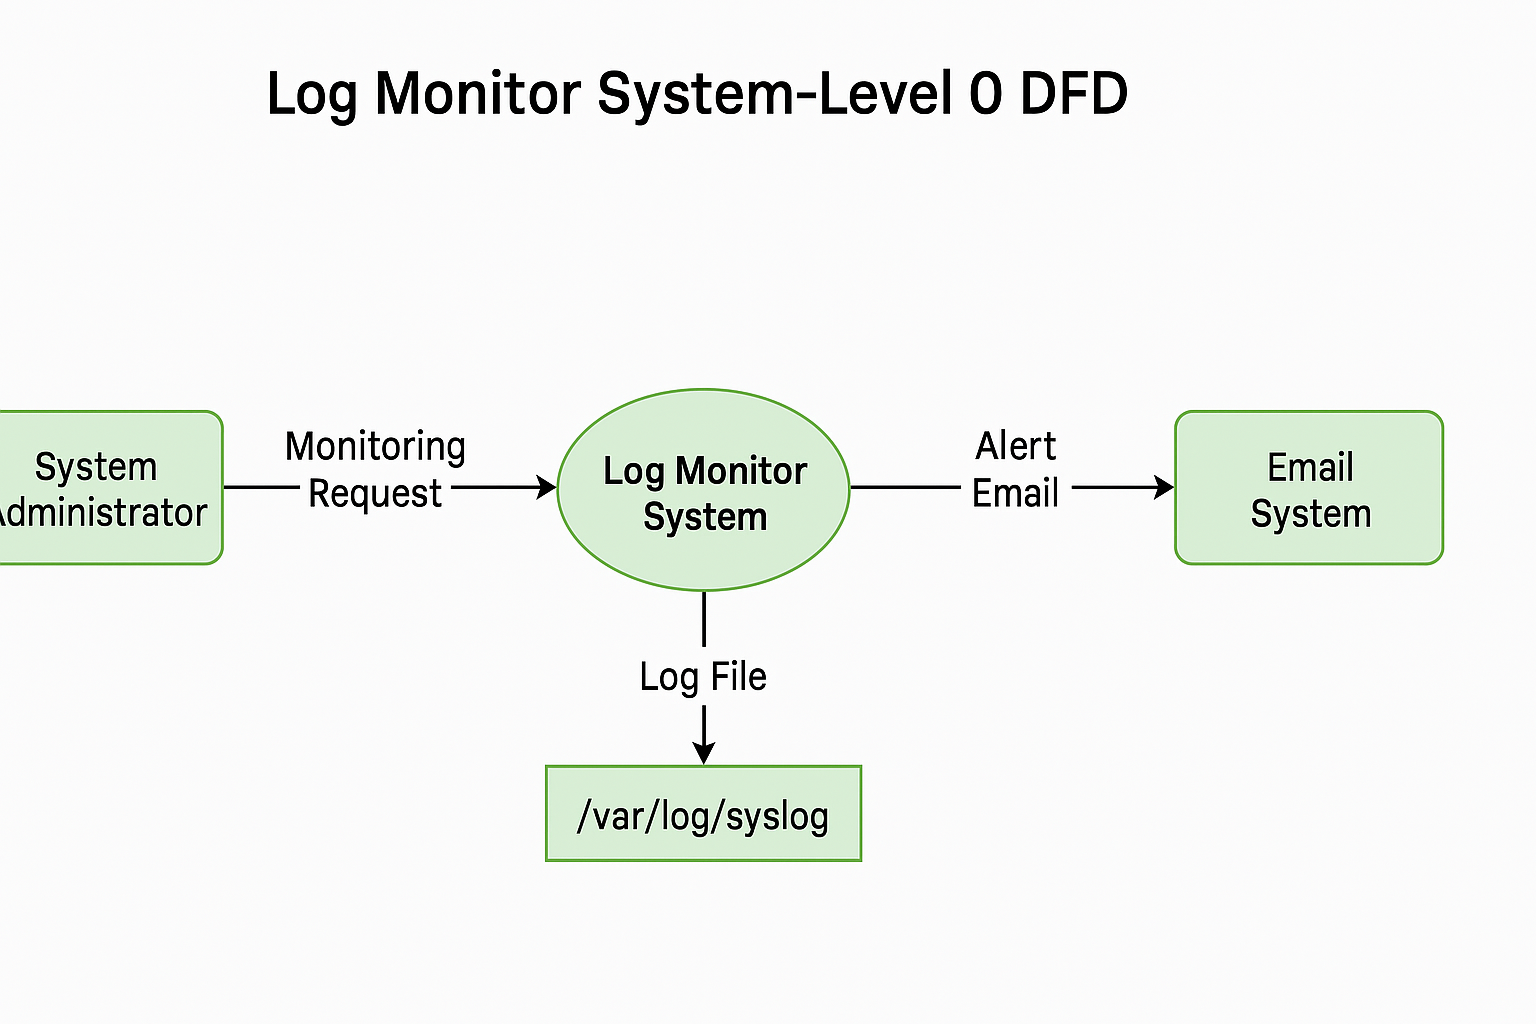 Log Monitor System-Level 0 DFD
System
Administrator
Monitoring
Request
Log Monitor
System
Alert
Email
Email
System
Log File
/var/log/syslog